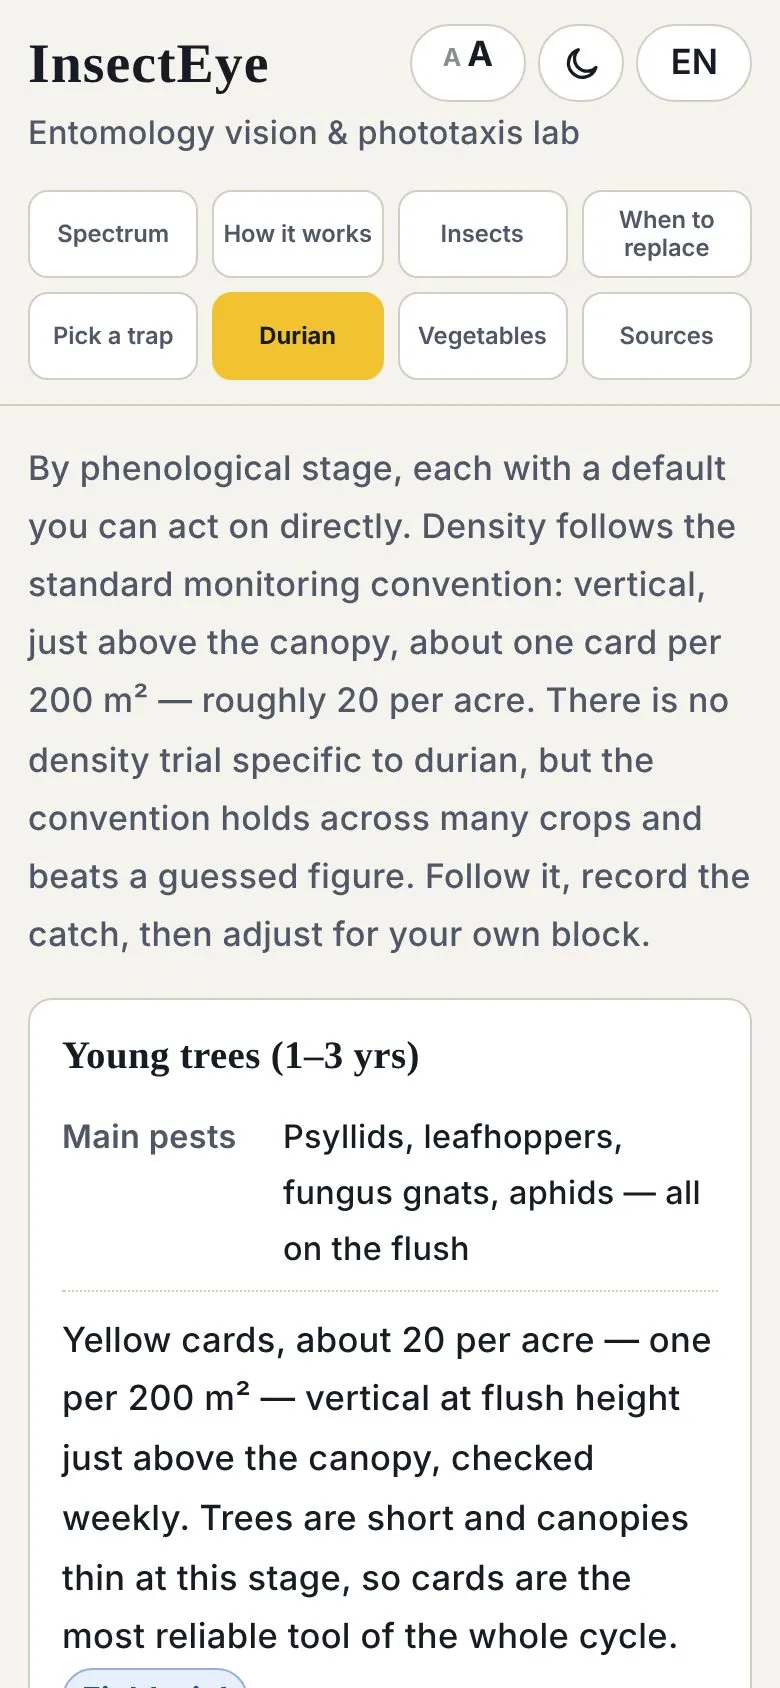 InsectEye
A A
EN
Entomology vision & phototaxis lab
Spectrum
How it works
Insects
When to
replace
Pick a trap
Durian
Vegetables
Sources
By phenological stage, each with a default
you can act on directly. Density follows the
standard monitoring convention: vertical,
just above the canopy, about one card per
200 m² — roughly 20 per acre. There is no
density trial specific to durian, but the
convention holds across many crops and
beats a guessed figure. Follow it, record the
catch, then adjust for your own block.
Young trees (1–3 yrs)
Main pests
Psyllids, leafhoppers,
fungus gnats, aphids — all
on the flush
Yellow cards, about 20 per acre — one
per 200 m² — vertical at flush height
just above the canopy, checked
weekly. Trees are short and canopies
thin at this stage, so cards are the
most reliable tool of the whole cycle.